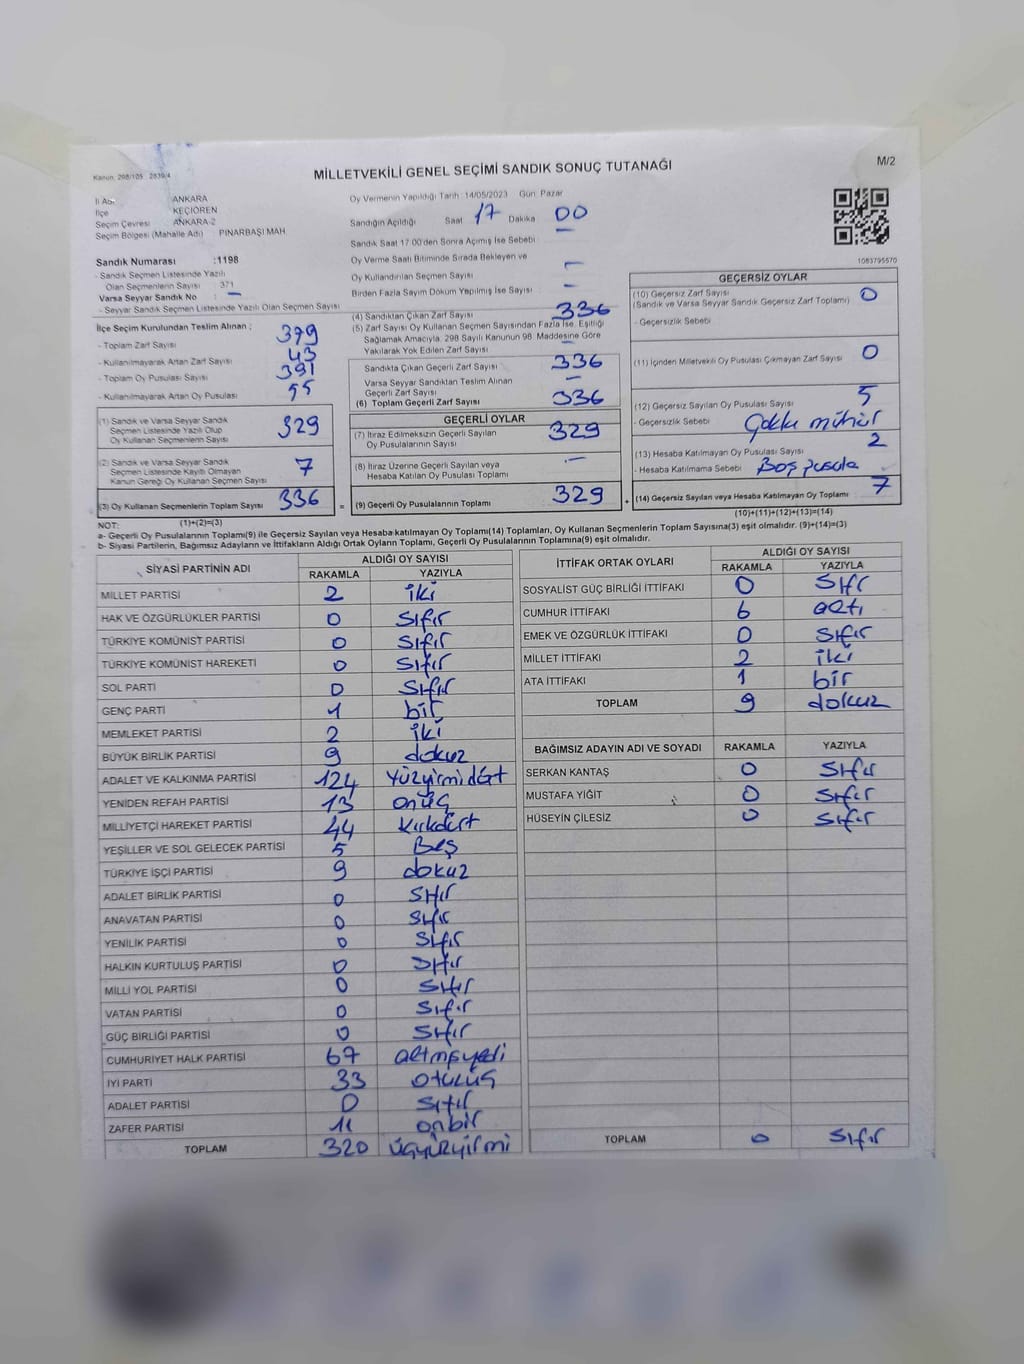 Kanun: 298/105 2839/4
MİLLETVEKİLİ GENEL SEÇİMİ SANDIK SONUÇ TUTANAĞI
M/2
İl Adı ANKARA
İlçe KEÇİÖREN
Seçim Çevresi ANKARA-2
Seçim Bölgesi (Mahalle Adı) PINARBAŞI MAH
Sandık Numarası :1198
- Sandık Seçmen Listesinde Yazılı
Olan Seçmenlerin Sayısı 371
Varsa Seyyar Sandık No : -
- Seyyar Sandık Seçmen Listesinde Yazılı Olan Seçmen Sayısı
Oy Vermenin Yapıldığı Tarih :14/05/2023 Gün: Pazar
Sandığın Açıldığı Saat 17 Dakika 00
Sandık Saat 17:00'den Sonra Açılmış İse Sebebi
Oy Verme Saati Bitiminde Sırada Bekleyen ve
Oy Kullandırılan Seçmen Sayısı -
Birden Fazla Sayım Döküm Yapılmış İse Sayısı -
1083795570
İlçe Seçim Kurulundan Teslim Alınan ;
- Toplam Zarf Sayısı 379
- Kullanılmayarak Artan Zarf Sayısı 43
- Toplam Oy Pusulası Sayısı 391
- Kullanılmayarak Artan Oy Pusulası 55
(1) Sandık ve Varsa Seyyar Sandık
Seçmen Listesinde Yazılı Olup
Oy Kullanan Seçmenlerin Sayısı 329
(2) Sandık ve Varsa Seyyar Sandık
Seçmen Listesinde Kayıtlı Olmayan
Kanun Gereği Oy Kullanan Seçmen Sayısı 7
(3) Oy Kullanan Seçmenlerin Toplam Sayısı 336
(1)+(2)=(3)
(4) Sandıktan Çıkan Zarf Sayısı 336
(5) Zarf Sayısı Oy Kullanan Seçmen Sayısından Fazla İse, Eşitliği
Sağlamak Amacıyla, 298 Sayılı Kanunun 98. Maddesine Göre
Yakılarak Yok Edilen Zarf Sayısı -
Sandıkta Çıkan Geçerli Zarf Sayısı 336
Varsa Seyyar Sandıktan Teslim Alınan
Geçerli Zarf Sayısı -
(6) Toplam Geçerli Zarf Sayısı 336
GEÇERLİ OYLAR
(7) İtiraz Edilmeksizin Geçerli Sayılan
Oy Pusulalarının Sayısı 329
(8) İtiraz Üzerine Geçerli Sayılan veya
Hesaba Katılan Oy Pusulası Toplamı -
= (9) Geçerli Oy Pusulalarının Toplamı 329
GEÇERSİZ OYLAR
(10) Geçersiz Zarf Sayısı
(Sandık ve Varsa Seyyar Sandık Geçersiz Zarf Toplamı) 0
- Geçersizlik Sebebi
(11) İçinden Milletvekili Oy Pusulası Çıkmayan Zarf Sayısı 0
(12) Geçersiz Sayılan Oy Pusulası Sayısı 5
- Geçersizlik Sebebi mühür
(13) Hesaba Katılmayan Oy Pusulası Sayısı 2
- Hesaba Katılmama Sebebi Boş pusula
+ (14) Geçersiz Sayılan veya Hesaba Katılmayan Oy Toplamı 7
(10)+(11)+(12)+(13)=(14)
NOT:
a- Geçerli Oy Pusulalarının Toplamı(9) ile Geçersiz Sayılan veya Hesaba katılmayan Oy Toplamı(14) Toplamları, Oy Kullanan Seçmenlerin Toplam Sayısına(3) eşit olmalıdır. (9)+(14)=(3)
b- Siyasi Partilerin, Bağımsız Adayların ve İttifakların Aldığı Ortak Oyların Toplamı, Geçerli Oy Pusulalarının Toplamına(9) eşit olmalıdır.
SİYASİ PARTİNİN ADI ALDIĞI OY SAYISI
RAKAMLA YAZIYLA
MİLLET PARTİSİ 2 iki
HAK VE ÖZGÜRLÜKLER PARTİSİ 0 sıfır
TÜRKİYE KOMÜNİST PARTİSİ 0 sıfır
TÜRKİYE KOMÜNİST HAREKETİ 0 sıfır
SOL PARTİ 0 sıfır
GENÇ PARTİ 1 bir
MEMLEKET PARTİSİ 2 iki
BÜYÜK BİRLİK PARTİSİ 9 dokuz
ADALET VE KALKINMA PARTİSİ 124 yüzyirmidört
YENİDEN REFAH PARTİSİ 13 onüç
MİLLİYETÇİ HAREKET PARTİSİ 44 kırkdört
YEŞİLLER VE SOL GELECEK PARTİSİ 5 Beş
TÜRKİYE İŞÇİ PARTİSİ 9 dokuz
ADALET BİRLİK PARTİSİ 0 sıfır
ANAVATAN PARTİSİ 0 sıfır
YENİLİK PARTİSİ 0 sıfır
HALKIN KURTULUŞ PARTİSİ 0 sıfır
MİLLİ YOL PARTİSİ 0 sıfır
VATAN PARTİSİ 0 sıfır
GÜÇ BİRLİĞİ PARTİSİ 0 sıfır
CUMHURİYET HALK PARTİSİ 67 altmışyedi
İYİ PARTİ 33 otuzüç
ADALET PARTİSİ 0 sıfır
ZAFER PARTİSİ 11 onbir
TOPLAM 320 üçyüzyirmi
İTTİFAK ORTAK OYLARI ALDIĞI OY SAYISI
RAKAMLA YAZIYLA
SOSYALİST GÜÇ BİRLİĞİ İTTİFAKI 0 sıfır
CUMHUR İTTİFAKI 6 altı
EMEK VE ÖZGÜRLÜK İTTİFAKI 0 sıfır
MİLLET İTTİFAKI 2 iki
ATA İTTİFAKI 1 bir
TOPLAM 9 dokuz
BAĞIMSIZ ADAYIN ADI VE SOYADI RAKAMLA YAZIYLA
SERKAN KANTAŞ 0 sıfır
MUSTAFA YİĞİT 0 sıfır
HÜSEYİN ÇİLESİZ 0 sıfır
TOPLAM 0 sıfır